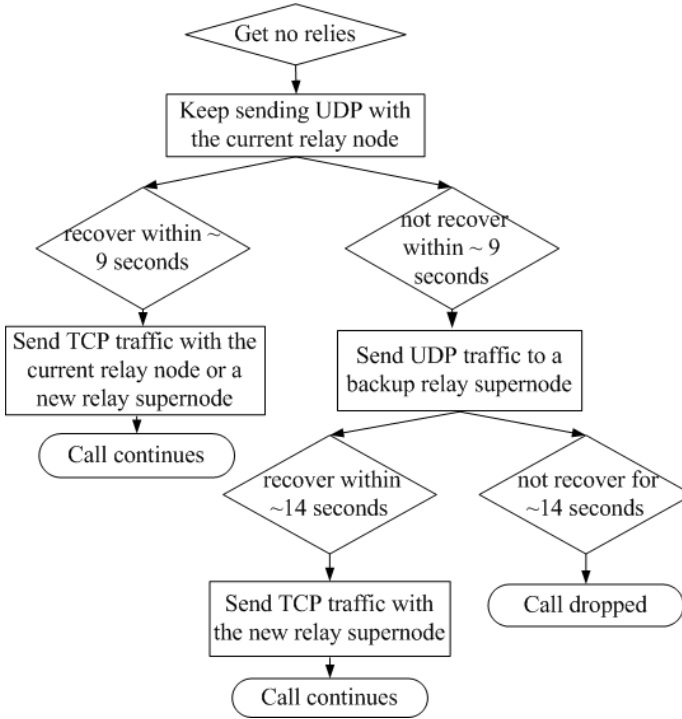 Get no relies
Keep sending UDP with
the current relay node
recover within ~
9 seconds
not recover
within ~ 9
seconds
Send TCP traffic with the
current relay node or a
new relay supernode
Send UDP traffic to a
backup relay supernode
Call continues
recover within
~14 seconds
not recover for
~14 seconds
Send TCP traffic with
the new relay supernode
Call dropped
Call continues